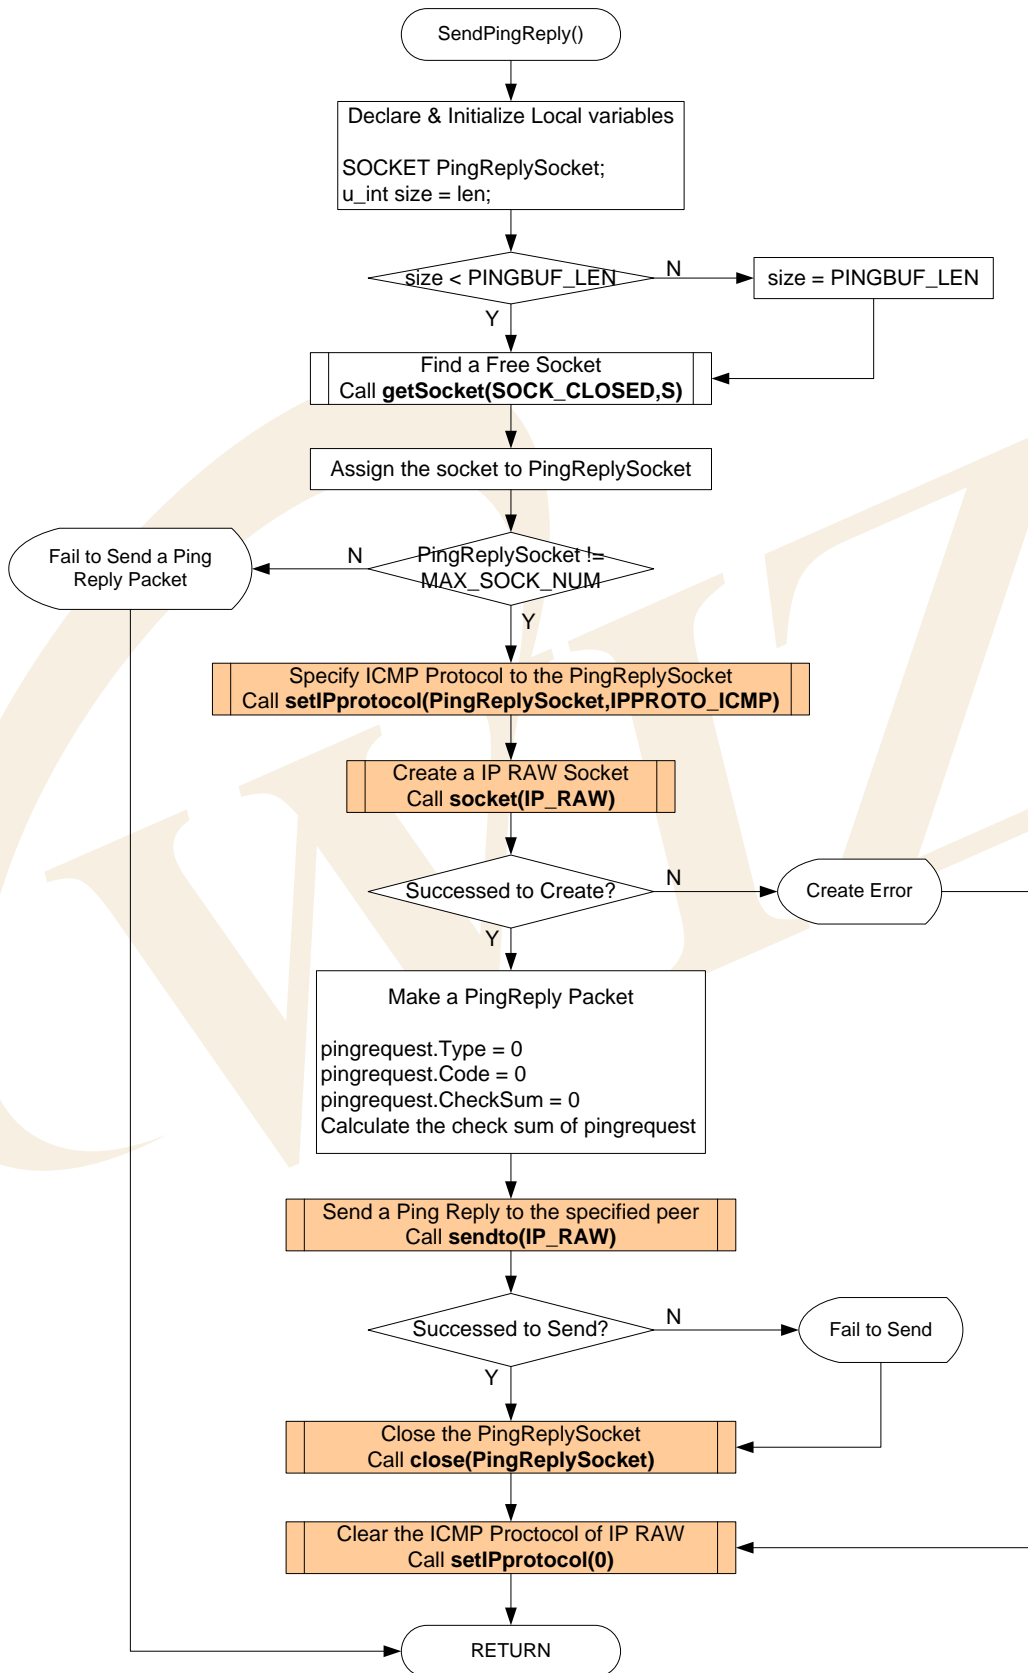 SendPingReply()
Declare & Initialize Local variables
SOCKET PingReplySocket;
u_int size = len;
size < PINGBUF_LEN
N
size = PINGBUF_LEN
Y
Find a Free Socket
Call getSocket(SOCK_CLOSED,S)
Assign the socket to PingReplySocket
Fail to Send a Ping
Reply Packet
N
PingReplySocket !=
MAX_SOCK_NUM
Y
Specify ICMP Protocol to the PingReplySocket
Call setIPprotocol(PingReplySocket,IPPROTO_ICMP)
Create a IP RAW Socket
Call socket(IP_RAW)
Successed to Create?
N
Create Error
Y
Make a PingReply Packet
pingrequest.Type = 0
pingrequest.Code = 0
pingrequest.CheckSum = 0
Calculate the check sum of pingrequest
Send a Ping Reply to the specified peer
Call sendto(IP_RAW)
Successed to Send?
N
Fail to Send
Y
Close the PingReplySocket
Call close(PingReplySocket)
Clear the ICMP Proctocol of IP RAW
Call setIPprotocol(0)
RETURN
WIZ